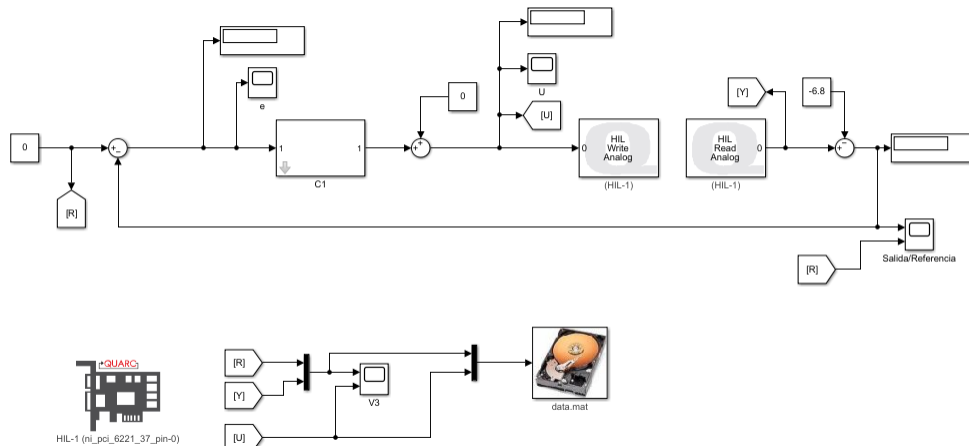 e
0
1
C1
1
0
U
[U]
0
HIL
Write
Analog
(HIL-1)
HIL
Read
Analog
0
(HIL-1)
[Y]
-6.8
[R]
[R]
Salida/Referencia
QUARC
HIL-1 (ni_pci_6221_37_pin-0)
[R]
[Y]
[U]
V3
data.mat